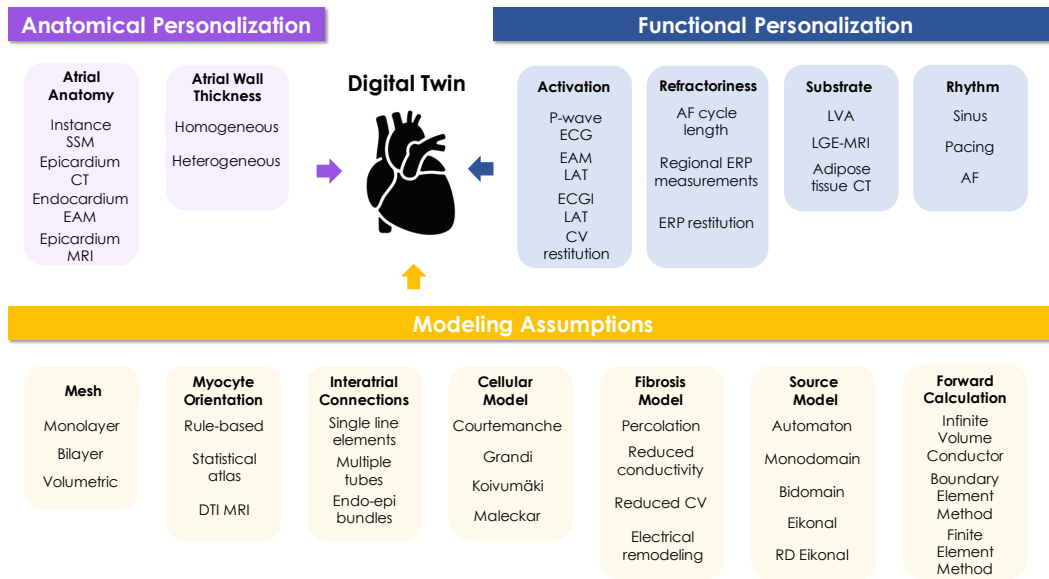 Anatomical Personalization
Functional Personalization
Atrial
Anatomy
Instance
SSM
Epicardium
CT
Endocardium
EAM
Epicardium
MRI
Atrial Wall
Thickness
Homogeneous
Heterogeneous
Digital Twin
Activation
P-wave
ECG
EAM
LAT
ECGI
LAT
CV
restitution
Refractoriness
AF cycle
length
Regional ERP
measurements
ERP restitution
Substrate
LVA
LGE-MRI
Adipose
tissue CT
Rhythm
Sinus
Pacing
AF
Modeling Assumptions
Mesh
Monolayer
Bilayer
Volumetric
Myocyte
Orientation
Rule-based
Statistical
atlas
DTI MRI
Interatrial
Connections
Single line
elements
Multiple
tubes
Endo-epi
bundles
Cellular
Model
Courtemanche
Grandi
Koivumäki
Maleckar
Fibrosis
Model
Percolation
Reduced
conductivity
Reduced CV
Electrical
remodeling
Source
Model
Automaton
Monodomain
Bidomain
Eikonal
RD Eikonal
Forward
Calculation
Infinite
Volume
Conductor
Boundary
Element
Method
Finite
Element
Method